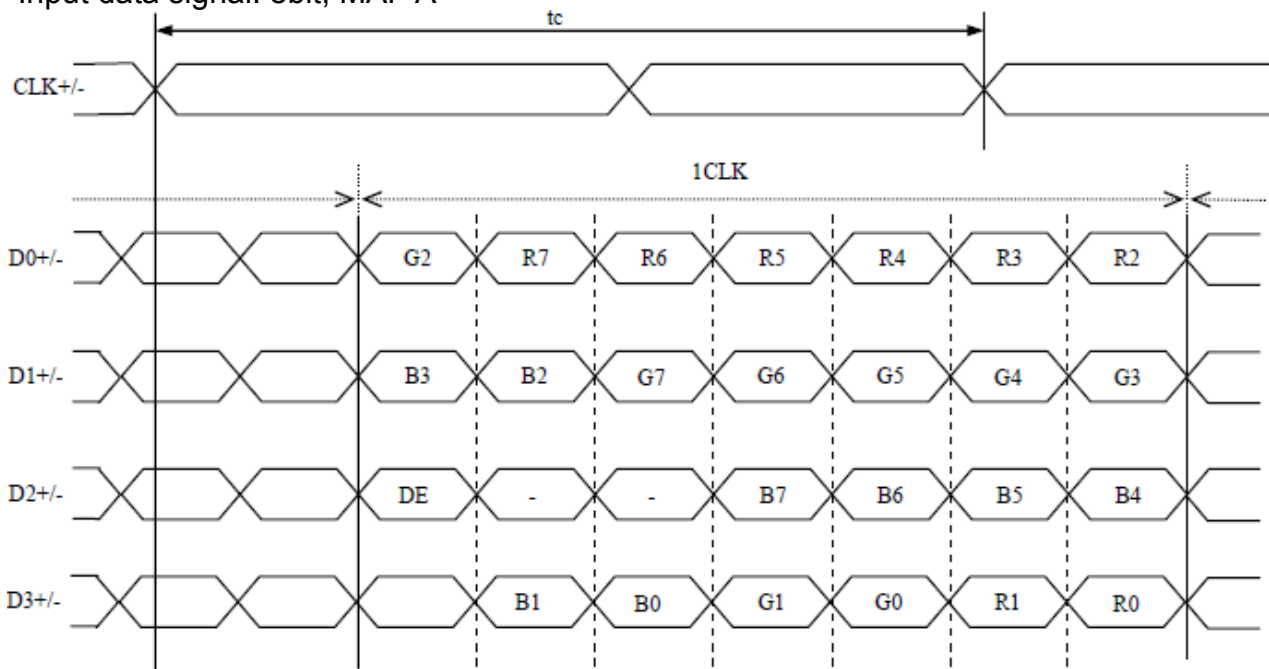 Input data signal: 8bit, MAP A
tc
CLK+/-
1CLK
D0+/- G2 R7 R6 R5 R4 R3 R2
D1+/- B3 B2 G7 G6 G5 G4 G3
D2+/- DE - - B7 B6 B5 B4
D3+/- B1 B0 G1 G0 R1 R0